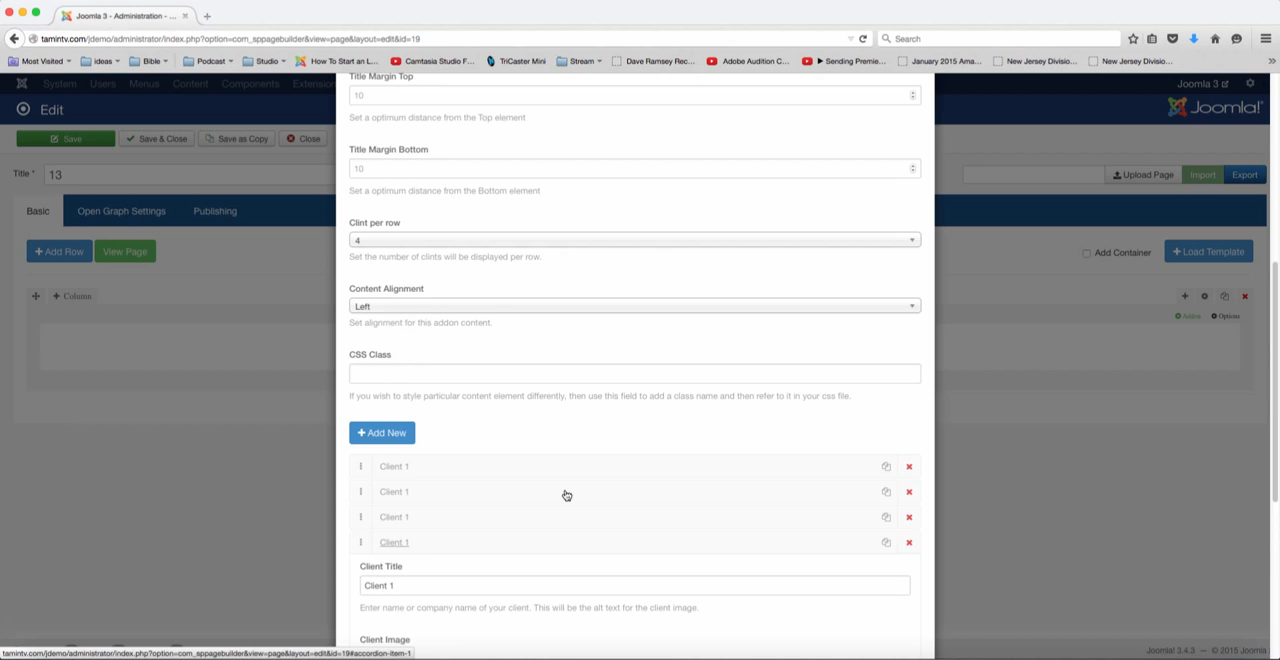 Joomla 3 - Administration - ...
tamintv.com/jdemo/administrator/index.php?option=com_sppagebuilder&view=page&layout=edit&id=19
Search
Most Visited
ideas
Bible
Podcast
Studio
How To Start an L...
Camtasia Studio F...
TriCaster Mini
Stream
Dave Ramsey Rec...
Adobe Audition C...
► Sending Premie...
January 2015 Ama...
New Jersey Divisio...
New Jersey Divisio...
System Users Menus Content Components Extension
Joomla 3
Edit
Joomla!
Save
Save & Close
Save as Copy
Close
Title * 13
Upload Page
Import
Export
Basic
Open Graph Settings
Publishing
+ Add Row
View Page
Add Container
+ Load Template
+ Column
Addon
Options
Title Margin Top
10
Set a optimum distance from the Top element
Title Margin Bottom
10
Set a optimum distance from the Bottom element
Clint per row
4
Set the number of clints will be displayed per row.
Content Alignment
Left
Set alignment for this addon content.
CSS Class
If you wish to style particular content element differently, then use this field to add a class name and then refer to it in your css file.
+ Add New
Client 1
Client 1
Client 1
Client 1
Client Title
Client 1
Enter name or company name of your client. This will be the alt text for the client image.
Client Image
tamintv.com/jdemo/administrator/index.php?option=com_sppagebuilder&view=page&layout=edit&id=19#accordion-item-1
Joomla! 3.4.3 — © 2015 Joomla